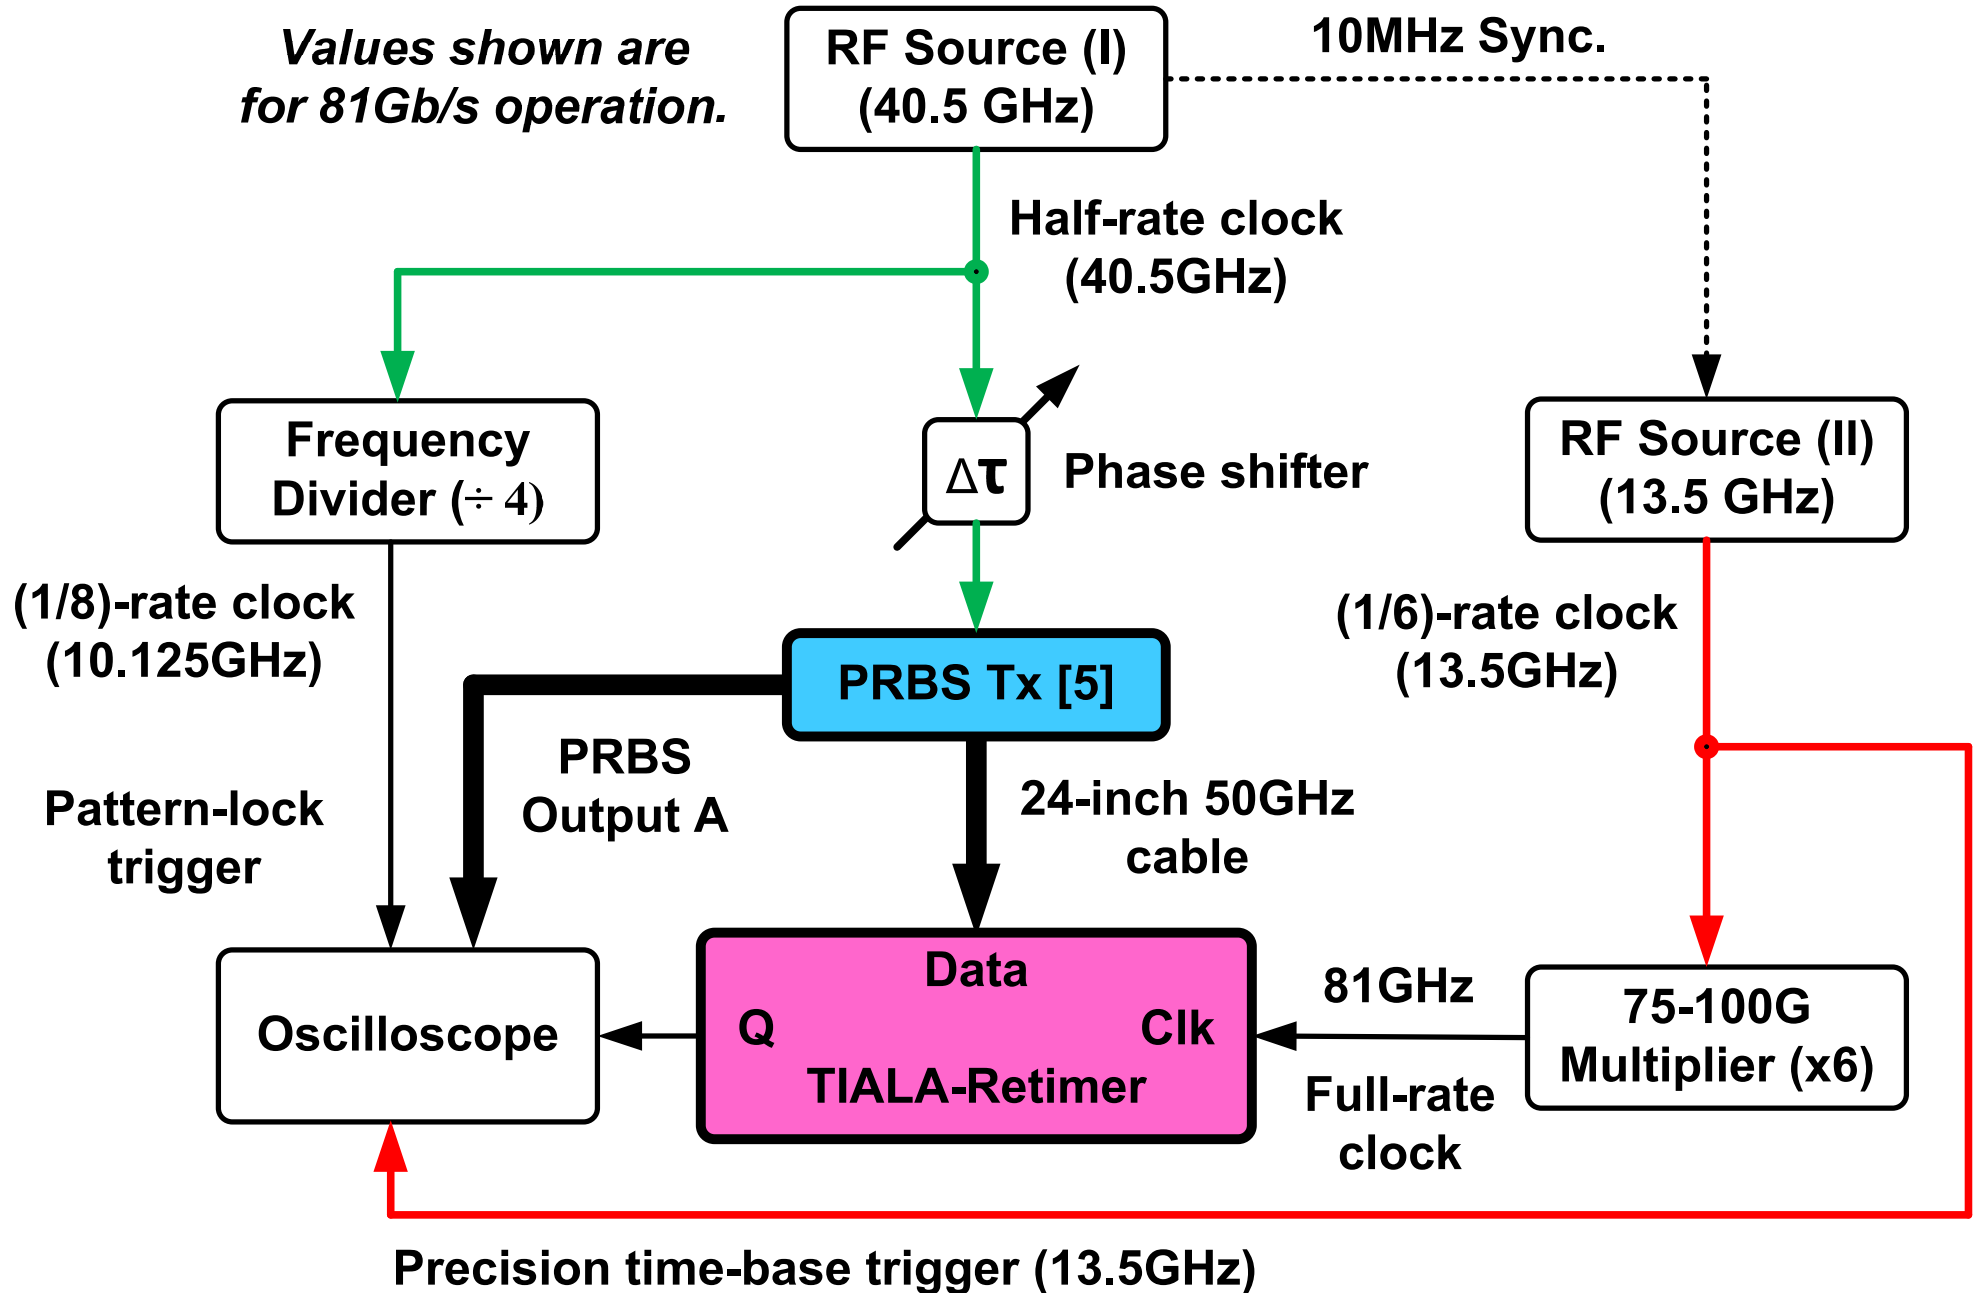 Values shown are
for 81Gb/s operation.
RF Source (I)
(40.5 GHz)
10MHz Sync.
Half-rate clock
(40.5GHz)
Frequency
Divider (÷ 4)
Δτ
Phase shifter
RF Source (II)
(13.5 GHz)
(1/8)-rate clock
(10.125GHz)
(1/6)-rate clock
(13.5GHz)
PRBS Tx [5]
PRBS
Output A
Pattern-lock
trigger
24-inch 50GHz
cable
Oscilloscope
Data
Q
Clk
TIALA-Retimer
81GHz
Full-rate
clock
75-100G
Multiplier (x6)
Precision time-base trigger (13.5GHz)